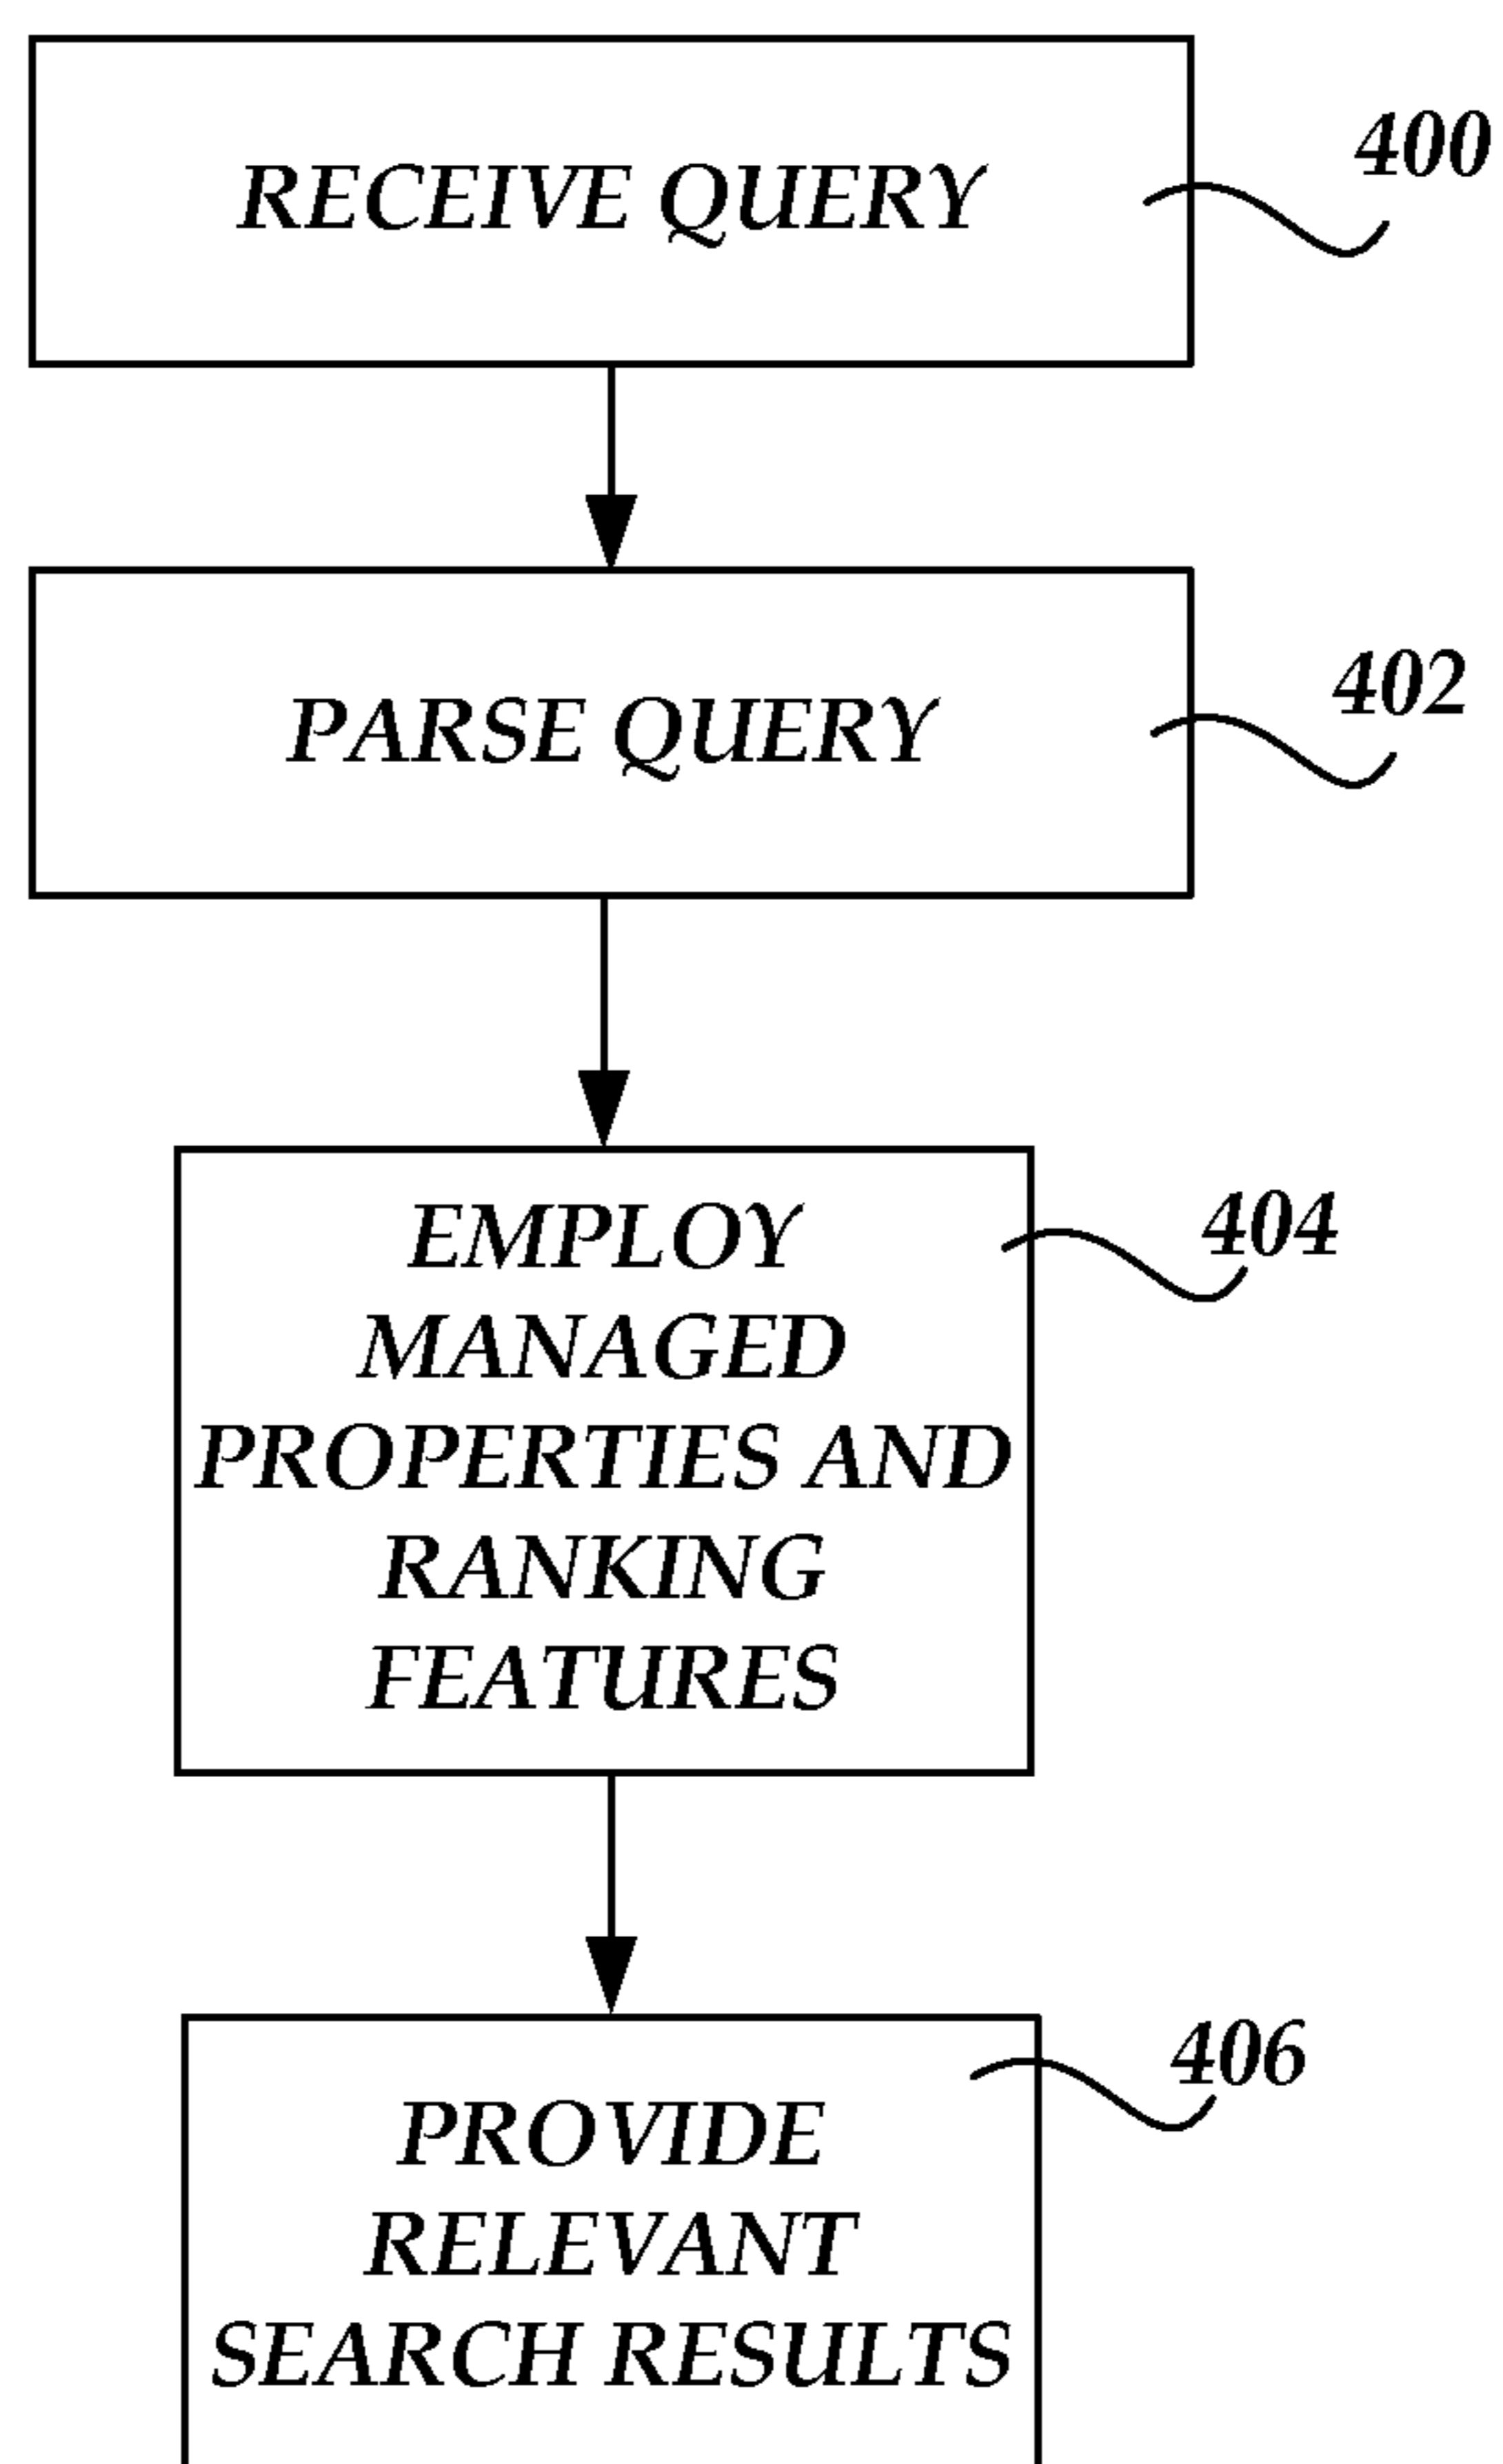 RECEIVE QUERY
400
PARSE QUERY
402
EMPLOY
404
MANAGED
PROPERTIES AND
RANKING
FEATURES
406
PROVIDE
RELEVANT
SEARCH RESULTS